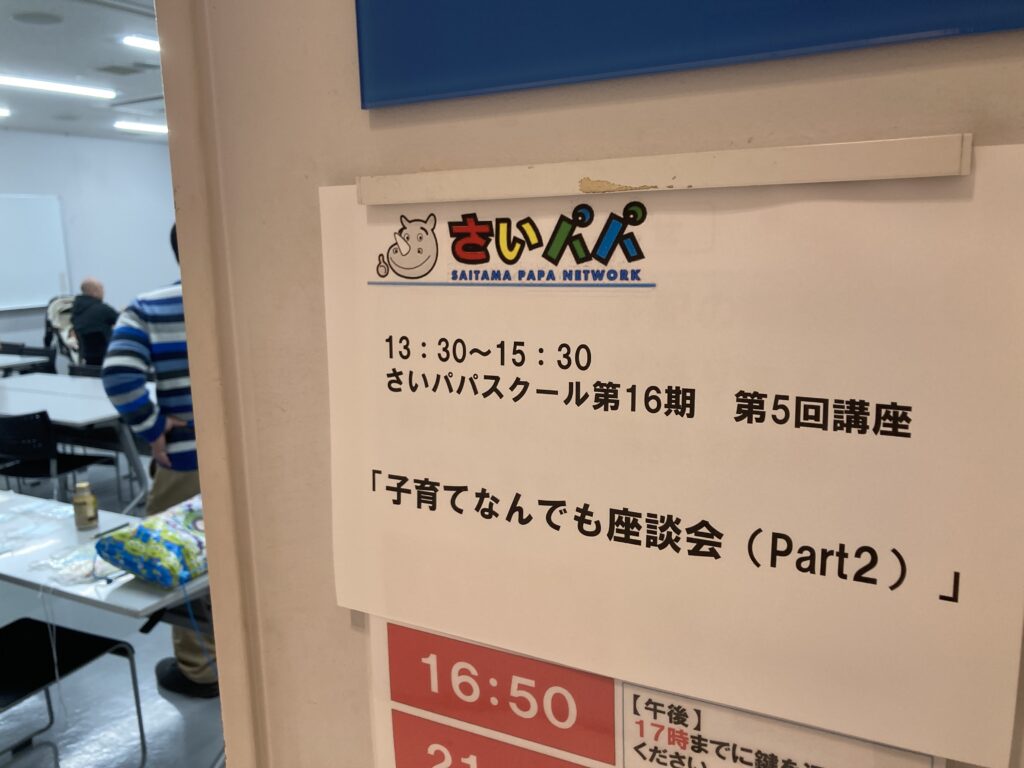 さいパパ
SAITAMA PAPA NETWORK
13：30～15：30
さいパパスクール第16期　第5回講座
「子育てなんでも座談会（Part2）」
16:50
【午後】
17時までに鍵を
ください
21